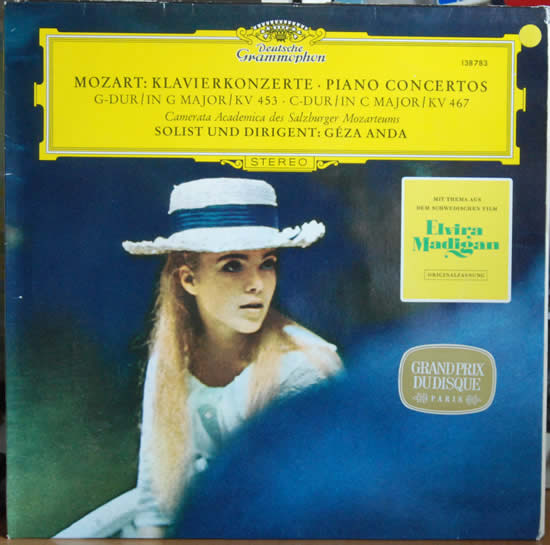 Deutsche
Grammophon
138 783
MOZART: KLAVIERKONZERTE · PIANO CONCERTOS
G-DUR/IN G MAJOR/KV 453 · C-DUR/IN C MAJOR/KV 467
Camerata Academica des Salzburger Mozarteums
SOLIST UND DIRIGENT: GÉZA ANDA
STEREO
MIT THEMA AUS
DEM SCHWEDISCHEN FILM
Elvira
Madigan
ORIGINALFASSUNG
GRAND PRIX
DU DISQUE
PARIS